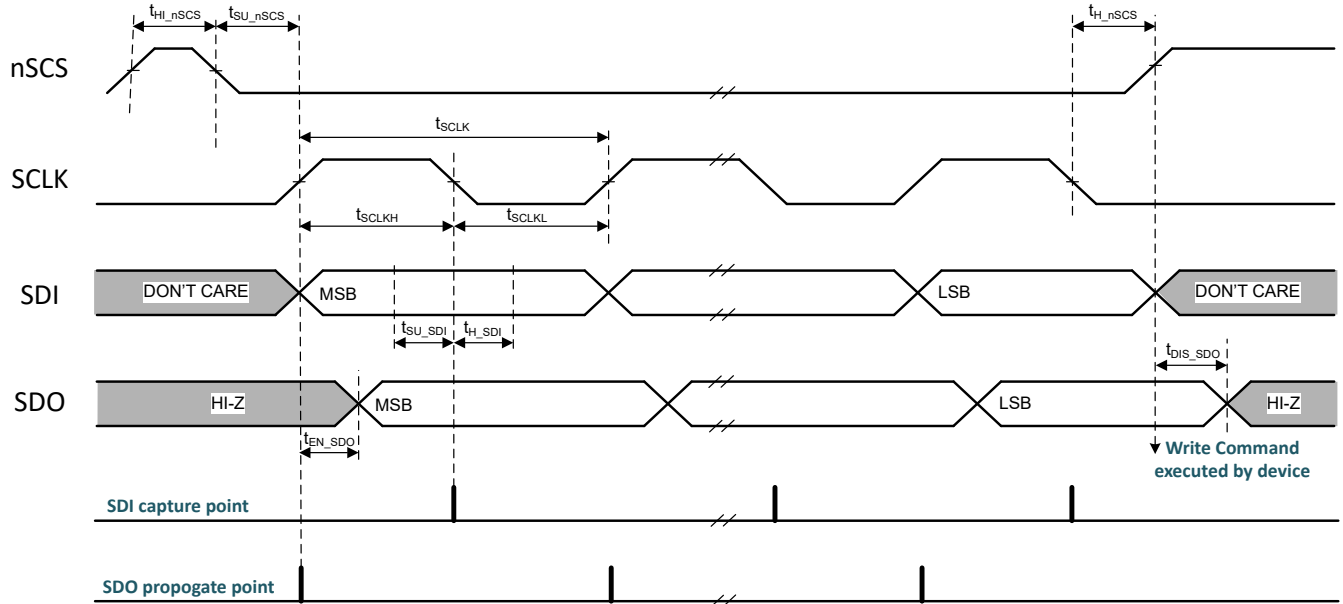 tHI_nSCS
tSU_nSCS
tH_nSCS
nSCS
tSCLK
SCLK
tSCLKH
tSCLKL
SDI
DON'T CARE
MSB
LSB
DON'T CARE
tSU_SDI
tH_SDI
tDIS_SDO
SDO
HI-Z
MSB
LSB
HI-Z
tEN_SDO
Write Command
executed by device
SDI capture point
SDO propogate point